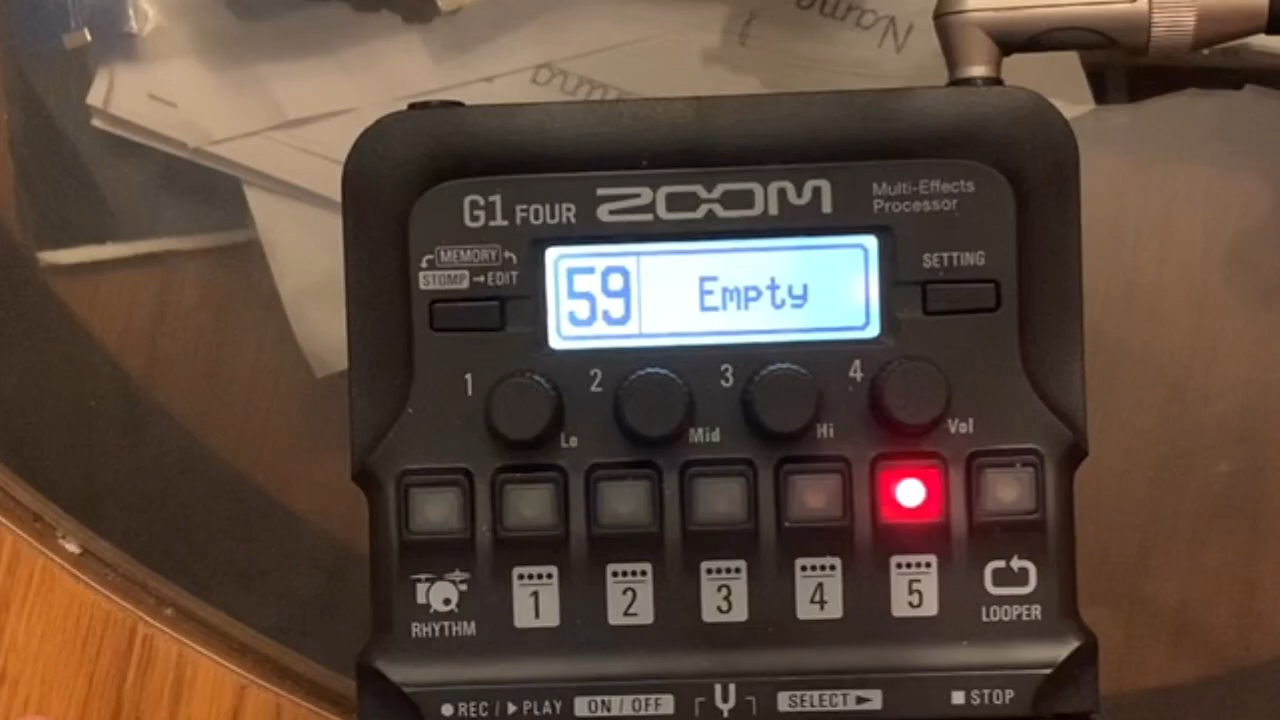 Name
G1 FOUR ZOOM Multi-Effects Processor
MEMORY
STOMP → EDIT
SETTING
59 Empty
1 2 3 4
Lo Mid Hi Vol
1 2 3 4 5
RHYTHM LOOPER
●REC / ▶PLAY ON / OFF SELECT▶ ■STOP